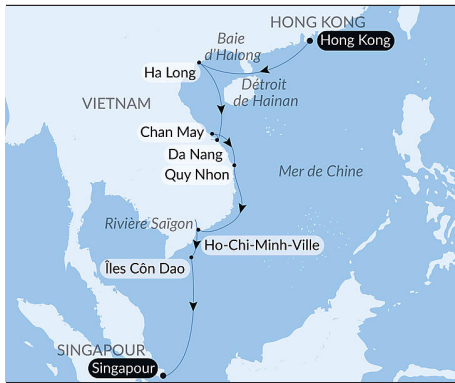 HONG KONG
Hong Kong
Baie
d'Halong
Ha Long
Détroit
de Hainan
VIETNAM
Chan May
Da Nang
Quy Nhon
Mer de Chine
Rivière Saïgon
Ho-Chi-Minh-Ville
Îles Côn Dao
SINGAPOUR
Singapour